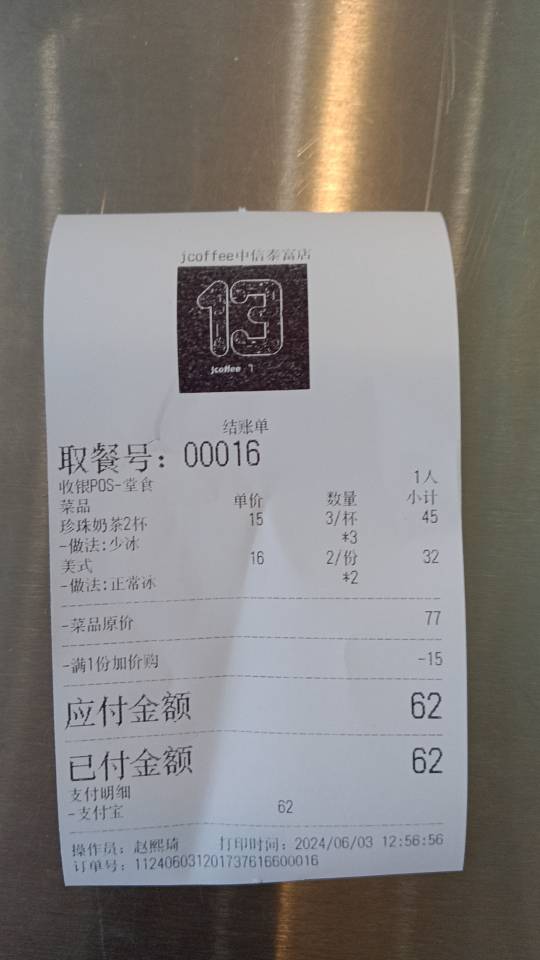 jcoffee中信泰富店
13
jcoffee
结账单
取餐号：00016
收银POS-堂食 1人
菜品 单价 数量 小计
珍珠奶茶2杯 15 3/杯 45
-做法:少冰 *3
美式 16 2/份 32
-做法:正常冰 *2
-菜品原价 77
-满1份加价购 -15
应付金额 62
已付金额 62
支付明细
-支付宝 62
操作员：赵熙琦 打印时间：2024/06/03 12:56:56
订单号：112406031201737616600016